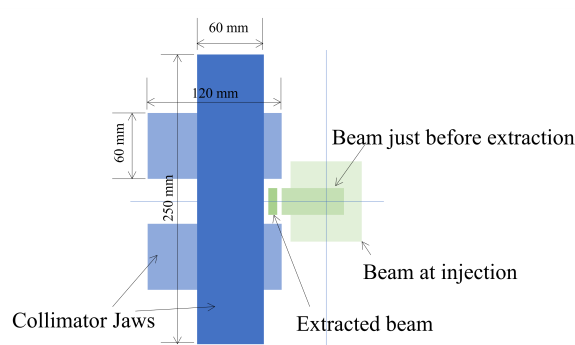 60 mm
120 mm
60 mm
250 mm
Beam just before extraction
Beam at injection
Collimator Jaws
Extracted beam